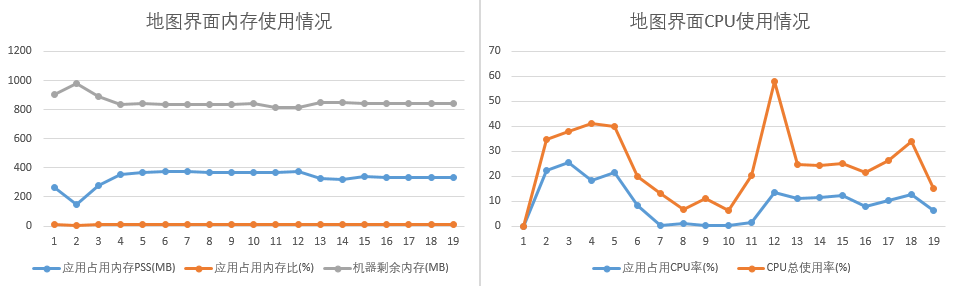 地图界面内存使用情况
1200
1000
800
600
400
200
0
1 2 3 4 5 6 7 8 9 10 11 12 13 14 15 16 17 18 19
应用占用内存PSS(MB) 应用占用内存比(%) 机器剩余内存(MB)
地图界面CPU使用情况
70
60
50
40
30
20
10
0
1 2 3 4 5 6 7 8 9 10 11 12 13 14 15 16 17 18 19
应用占用CPU率(%) CPU总使用率(%)